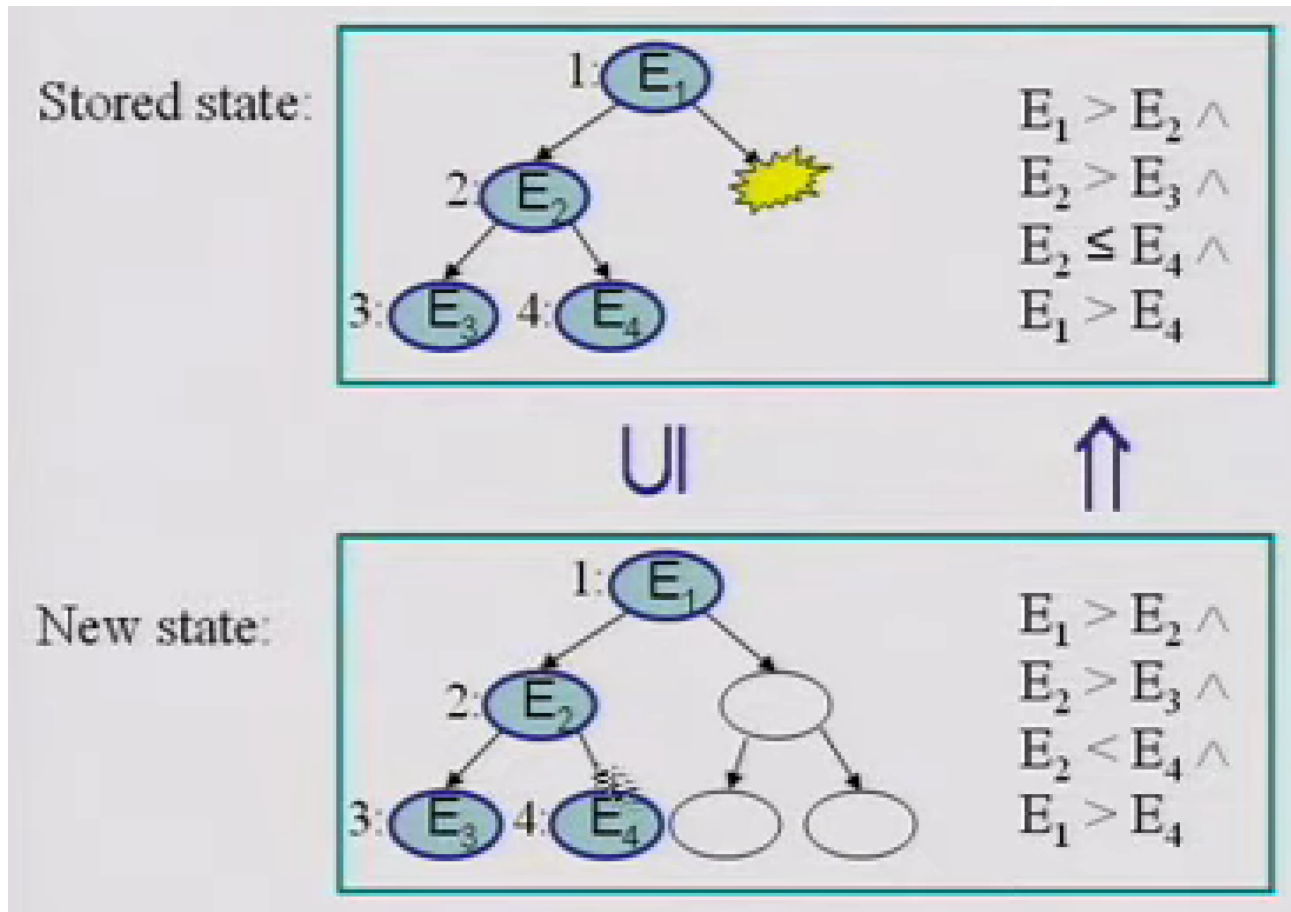 Stored state:
1: E₁
2: E₂
3: E₃ 4: E₄
E₁ > E₂ ∧
E₂ > E₃ ∧
E₂ ≤ E₄ ∧
E₁ > E₄
⊆ ⇒
New state:
1: E₁
2: E₂
3: E₃ 4: E₄
E₁ > E₂ ∧
E₂ > E₃ ∧
E₂ < E₄ ∧
E₁ > E₄